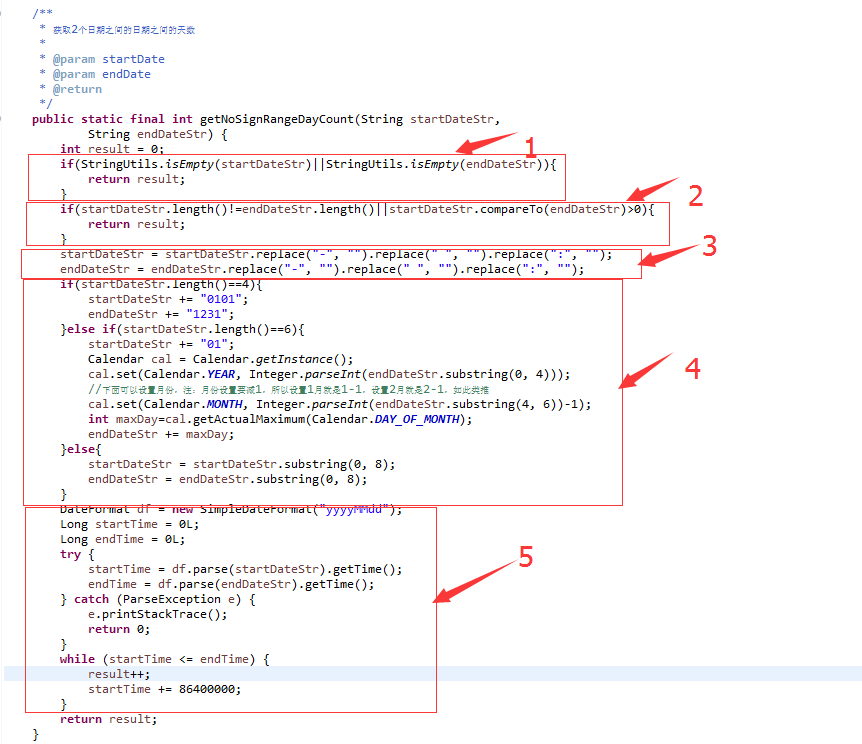 /**
 * 获取2个日期之间的日期之间的天数
 *
 * @param startDate
 * @param endDate
 * @return
 */
public static final int getNoSignRangeDayCount(String startDateStr,
        String endDateStr) {
    int result = 0;
1
    if(StringUtils.isEmpty(startDateStr)||StringUtils.isEmpty(endDateStr)){
        return result;
    }
2
    if(startDateStr.length()!=endDateStr.length()||startDateStr.compareTo(endDateStr)>0){
        return result;
    }
3
    startDateStr = startDateStr.replace("-", "").replace(" ", "").replace(":", "");
    endDateStr = endDateStr.replace("-", "").replace(" ", "").replace(":", "");
    if(startDateStr.length()==4){
        startDateStr += "0101";
        endDateStr += "1231";
    }else if(startDateStr.length()==6){
        startDateStr += "01";
        Calendar cal = Calendar.getInstance();
4
        cal.set(Calendar.YEAR, Integer.parseInt(endDateStr.substring(0, 4)));
        //下面可以设置月份，注：月份设置要减1，所以设置1月就是1-1，设置2月就是2-1，如此类推
        cal.set(Calendar.MONTH, Integer.parseInt(endDateStr.substring(4, 6))-1);
        int maxDay=cal.getActualMaximum(Calendar.DAY_OF_MONTH);
        endDateStr += maxDay;
    }else{
        startDateStr = startDateStr.substring(0, 8);
        endDateStr = endDateStr.substring(0, 8);
    }
    DateFormat df = new SimpleDateFormat("yyyyMMdd");
    Long startTime = 0L;
    Long endTime = 0L;
    try {
5
        startTime = df.parse(startDateStr).getTime();
        endTime = df.parse(endDateStr).getTime();
    } catch (ParseException e) {
        e.printStackTrace();
        return 0;
    }
    while (startTime <= endTime) {
        result++;
        startTime += 86400000;
    }
    return result;
}